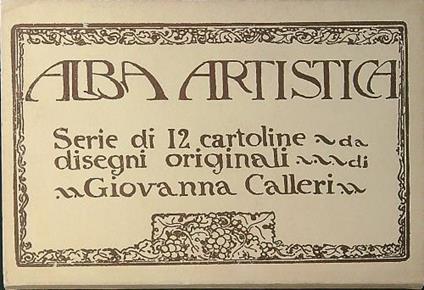 ALBA ARTISTICA
Serie di 12 cartoline da
disegni originali di
Giovanna Calleri